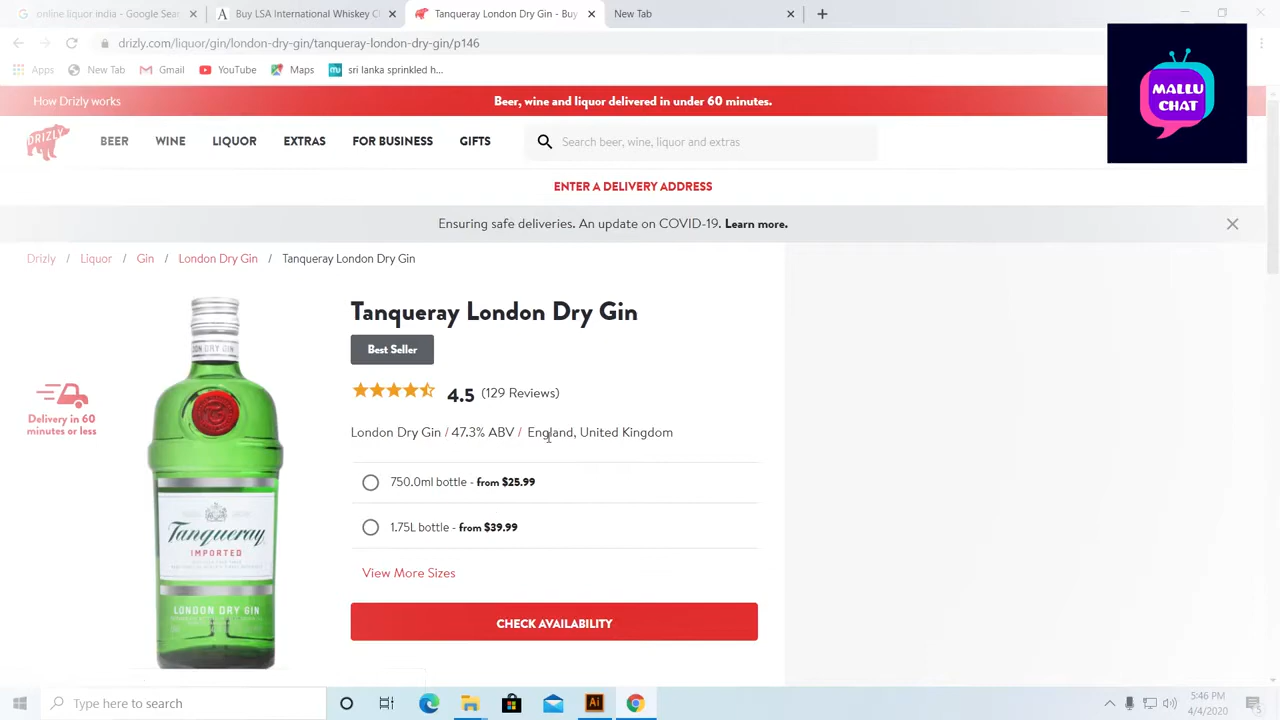 online liquor india - Google Sear
Buy LSA International Whiskey Cl
Tanqueray London Dry Gin - Buy
New Tab
drizly.com/liquor/gin/london-dry-gin/tanqueray-london-dry-gin/p146
Apps
New Tab
Gmail
YouTube
Maps
sri lanka sprinkled h...
MALLU
CHAT
How Drizly works
Beer, wine and liquor delivered in under 60 minutes.
DRIZLY
BEER
WINE
LIQUOR
EXTRAS
FOR BUSINESS
GIFTS
Search beer, wine, liquor and extras
ENTER A DELIVERY ADDRESS
Ensuring safe deliveries. An update on COVID-19. Learn more.
Drizly / Liquor / Gin / London Dry Gin / Tanqueray London Dry Gin
Tanqueray London Dry Gin
Best Seller
4.5 (129 Reviews)
London Dry Gin / 47.3% ABV / England, United Kingdom
Delivery in 60
minutes or less
750.0ml bottle - from $25.99
1.75L bottle - from $39.99
View More Sizes
CHECK AVAILABILITY
LONDON DRY GIN
Tanqueray
IMPORTED
LONDON DRY GIN
Type here to search
5:46 PM
4/4/2020